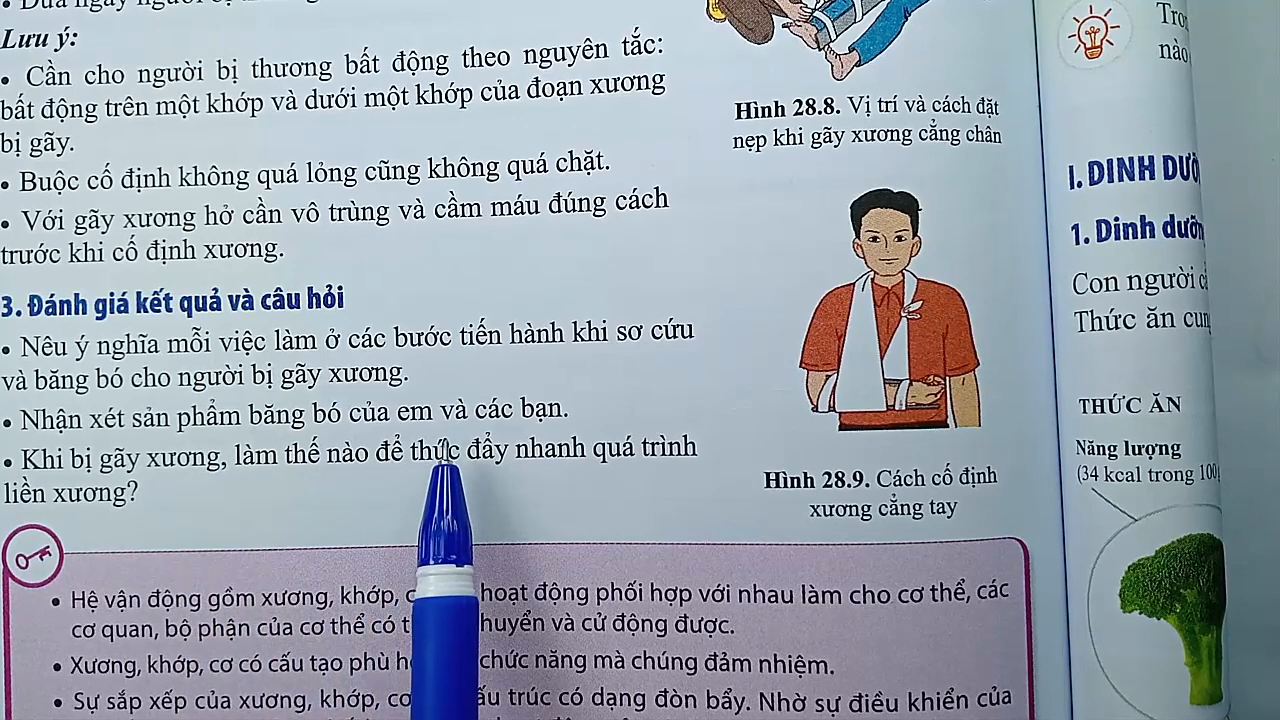 Lưu ý:
• Cần cho người bị thương bất động theo nguyên tắc:
bất động trên một khớp và dưới một khớp của đoạn xương
bị gãy.
• Buộc cố định không quá lỏng cũng không quá chặt.
• Với gãy xương hở cần vô trùng và cầm máu đúng cách
trước khi cố định xương.
3. Đánh giá kết quả và câu hỏi
• Nêu ý nghĩa mỗi việc làm ở các bước tiến hành khi sơ cứu
và băng bó cho người bị gãy xương.
• Nhận xét sản phẩm băng bó của em và các bạn.
• Khi bị gãy xương, làm thế nào để thúc đẩy nhanh quá trình
liền xương?
Hình 28.8. Vị trí và cách đặt
nẹp khi gãy xương cẳng chân
Hình 28.9. Cách cố định
xương cẳng tay
• Hệ vận động gồm xương, khớp, hoạt động phối hợp với nhau làm cho cơ thể, các
cơ quan, bộ phận của cơ thể có và cử động được.
• Xương, khớp, cơ có cấu tạo phù chức năng mà chúng đảm nhiệm.
• Sự sắp xếp của xương, khớp, trúc có dạng đòn bẩy. Nhờ sự điều khiển của
nào
I. DINH
1. Dinh
Con người
Thức ăn
THỨC ĂN
Năng lượng
(34 kcal trong